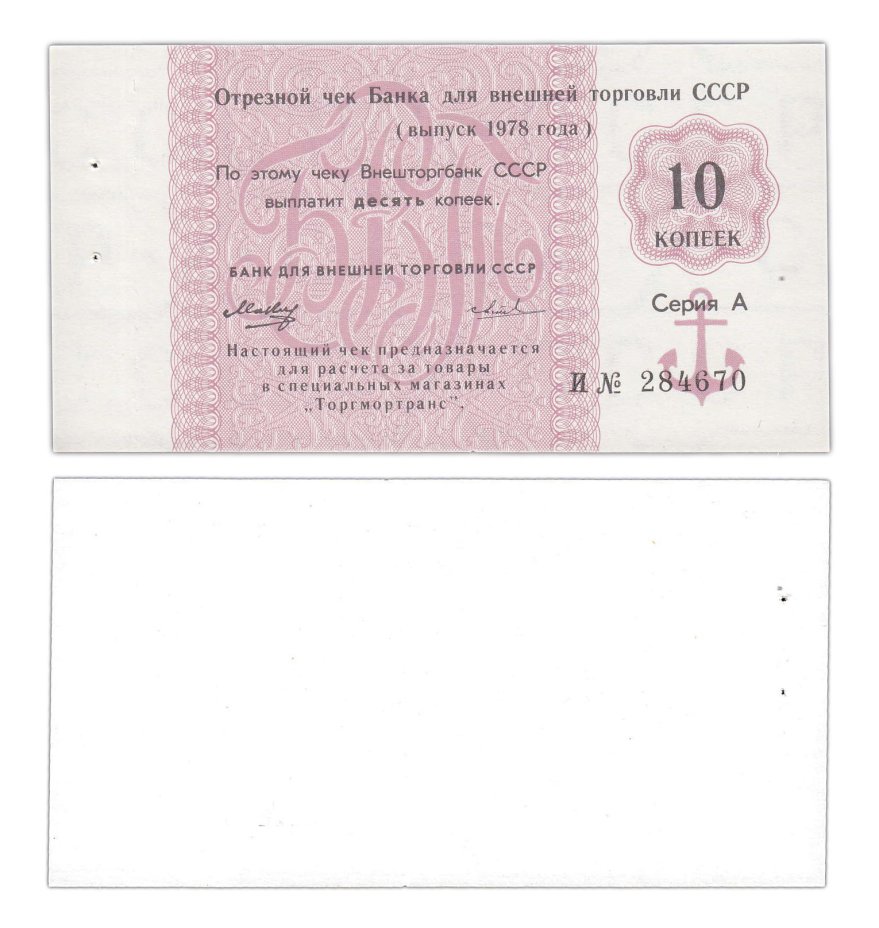 Отрезной чек Банка для внешней торговли СССР
( выпуск 1978 года )
По этому чеку Внешторгбанк СССР
выплатит десять копеек.
10
КОПЕЕК
БАНК ДЛЯ ВНЕШНЕЙ ТОРГОВЛИ СССР
Серия А
Настоящий чек предназначается
для расчета за товары
в специальных магазинах
„Торгмортранс".
И № 284670